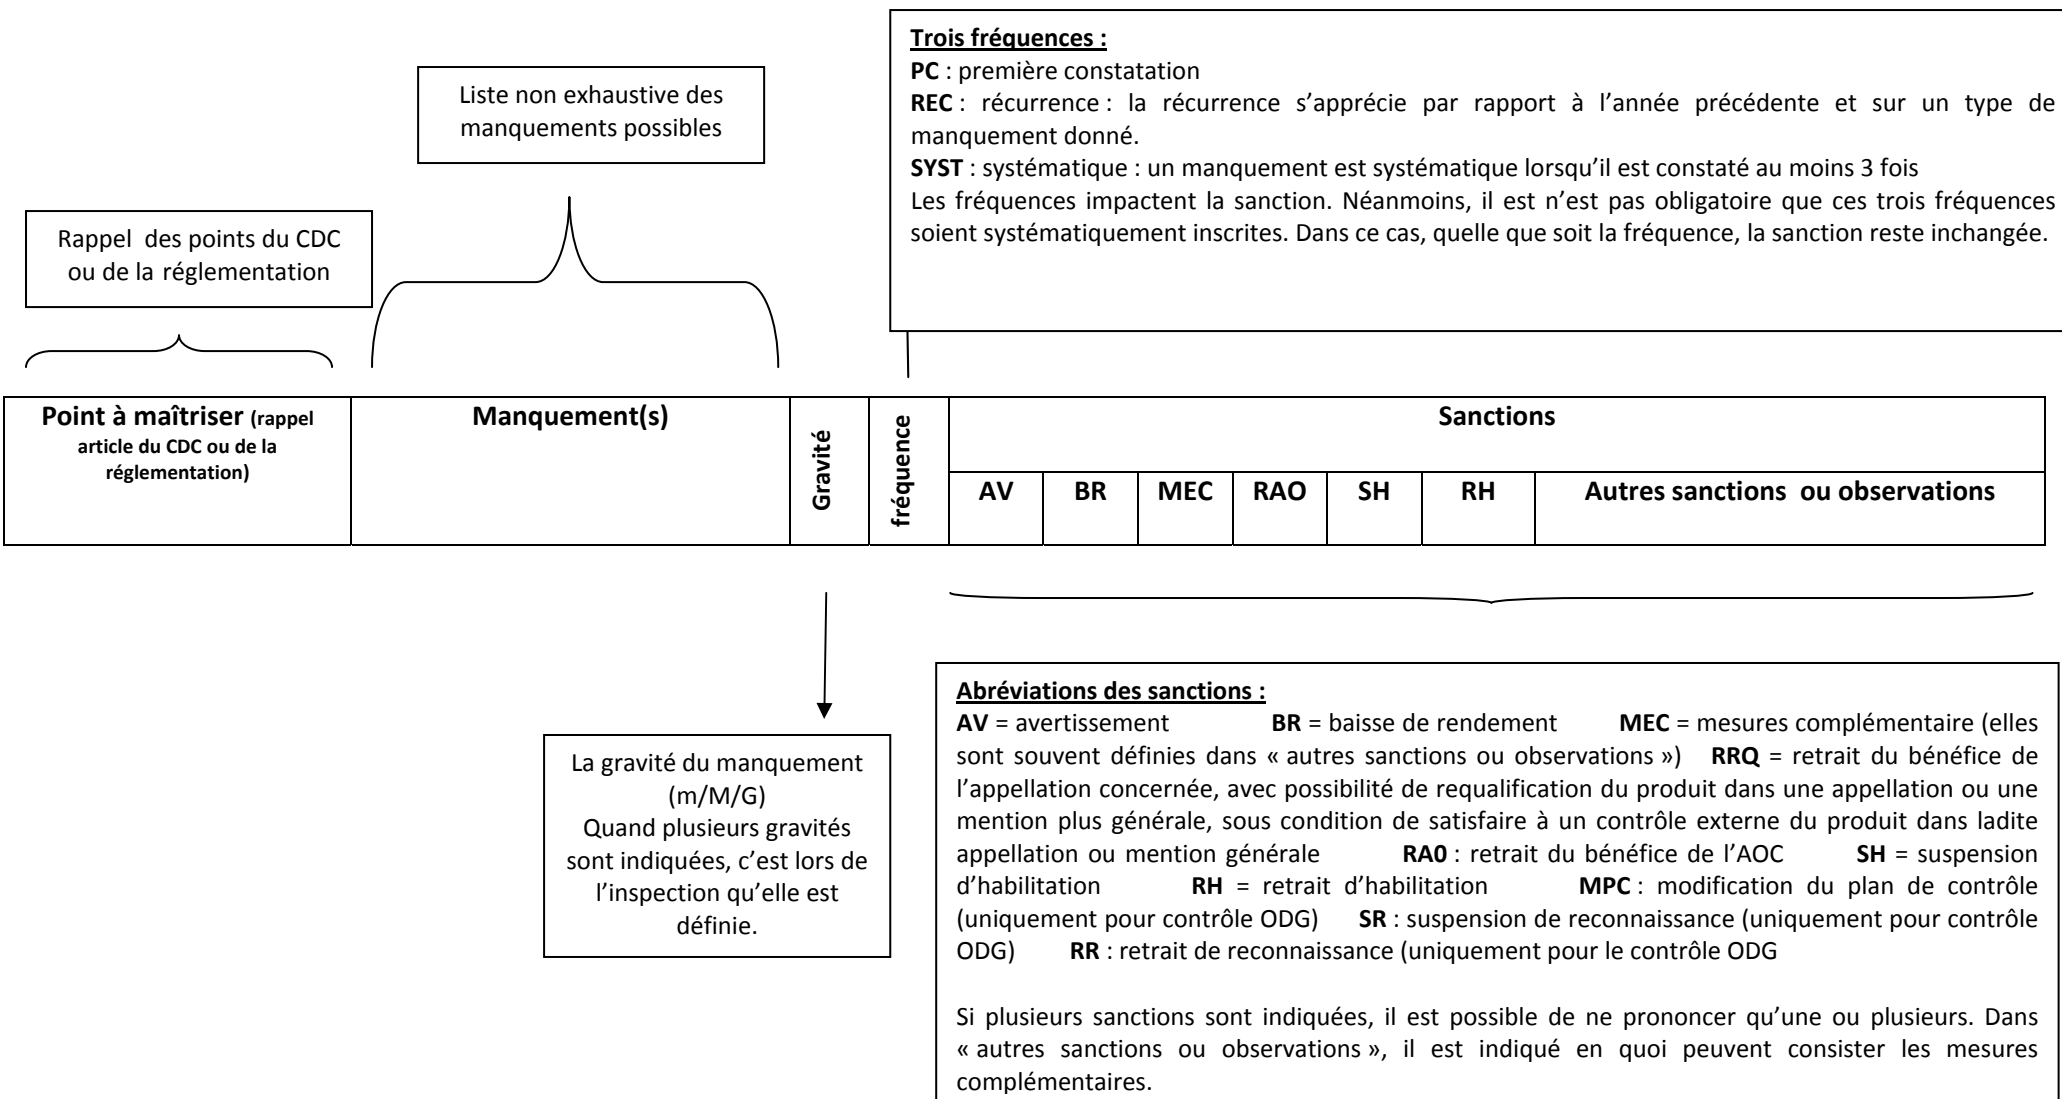 Trois fréquences :
PC : première constatation
REC : récurrence : la récurrence s’apprécie par rapport à l’année précédente et sur un type de
manquement donné.
SYST : systématique : un manquement est systématique lorsqu’il est constaté au moins 3 fois
Les fréquences impactent la sanction. Néanmoins, il est n’est pas obligatoire que ces trois fréquences
soient systématiquement inscrites. Dans ce cas, quelle que soit la fréquence, la sanction reste inchangée.
Liste non exhaustive des
manquements possibles
Rappel des points du CDC
ou de la réglementation
Point à maîtriser (rappel
article du CDC ou de la
réglementation)
Manquement(s)
Gravité
fréquence
Sanctions
AV
BR
MEC
RAO
SH
RH
Autres sanctions ou observations
La gravité du manquement
(m/M/G)
Quand plusieurs gravités
sont indiquées, c’est lors de
l’inspection qu’elle est
définie.
Abréviations des sanctions :
AV = avertissement BR = baisse de rendement MEC = mesures complémentaire (elles
sont souvent définies dans « autres sanctions ou observations ») RRQ = retrait du bénéfice de
l’appellation concernée, avec possibilité de requalification du produit dans une appellation ou une
mention plus générale, sous condition de satisfaire à un contrôle externe du produit dans ladite
appellation ou mention générale RA0 : retrait du bénéfice de l’AOC SH = suspension
d’habilitation RH = retrait d’habilitation MPC : modification du plan de contrôle
(uniquement pour contrôle ODG) SR : suspension de reconnaissance (uniquement pour contrôle
ODG) RR : retrait de reconnaissance (uniquement pour le contrôle ODG
Si plusieurs sanctions sont indiquées, il est possible de ne prononcer qu’une ou plusieurs. Dans
« autres sanctions ou observations », il est indiqué en quoi peuvent consister les mesures
complémentaires.